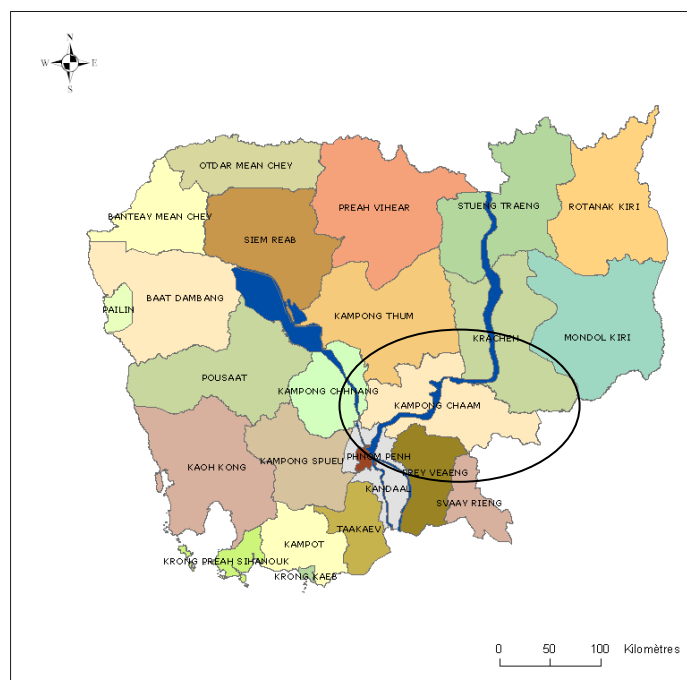 N
W E
S
OTDAR MEAN CHEY
BANTEAY MEAN CHEY
SIEM REAB
PREAH VIHEAR
STUENG TRAENG
ROTANAK KIRI
BAAT DAMBANG
PAILIN
KAMPONG THUM
KRACHEH
MONDOL KIRI
POUSAAT
KAMPONG CHHNANG
KAMPONG CHAAM
KAOH KONG
KAMPONG SPUEU
PHNOM PENH
PREY VEAENG
KANDAAL
SVAAY RIENG
TAAKAEV
KAMPOT
KRONG PREAH SIHANOUK
KRONG KAEB
0 50 100 Kilomètres